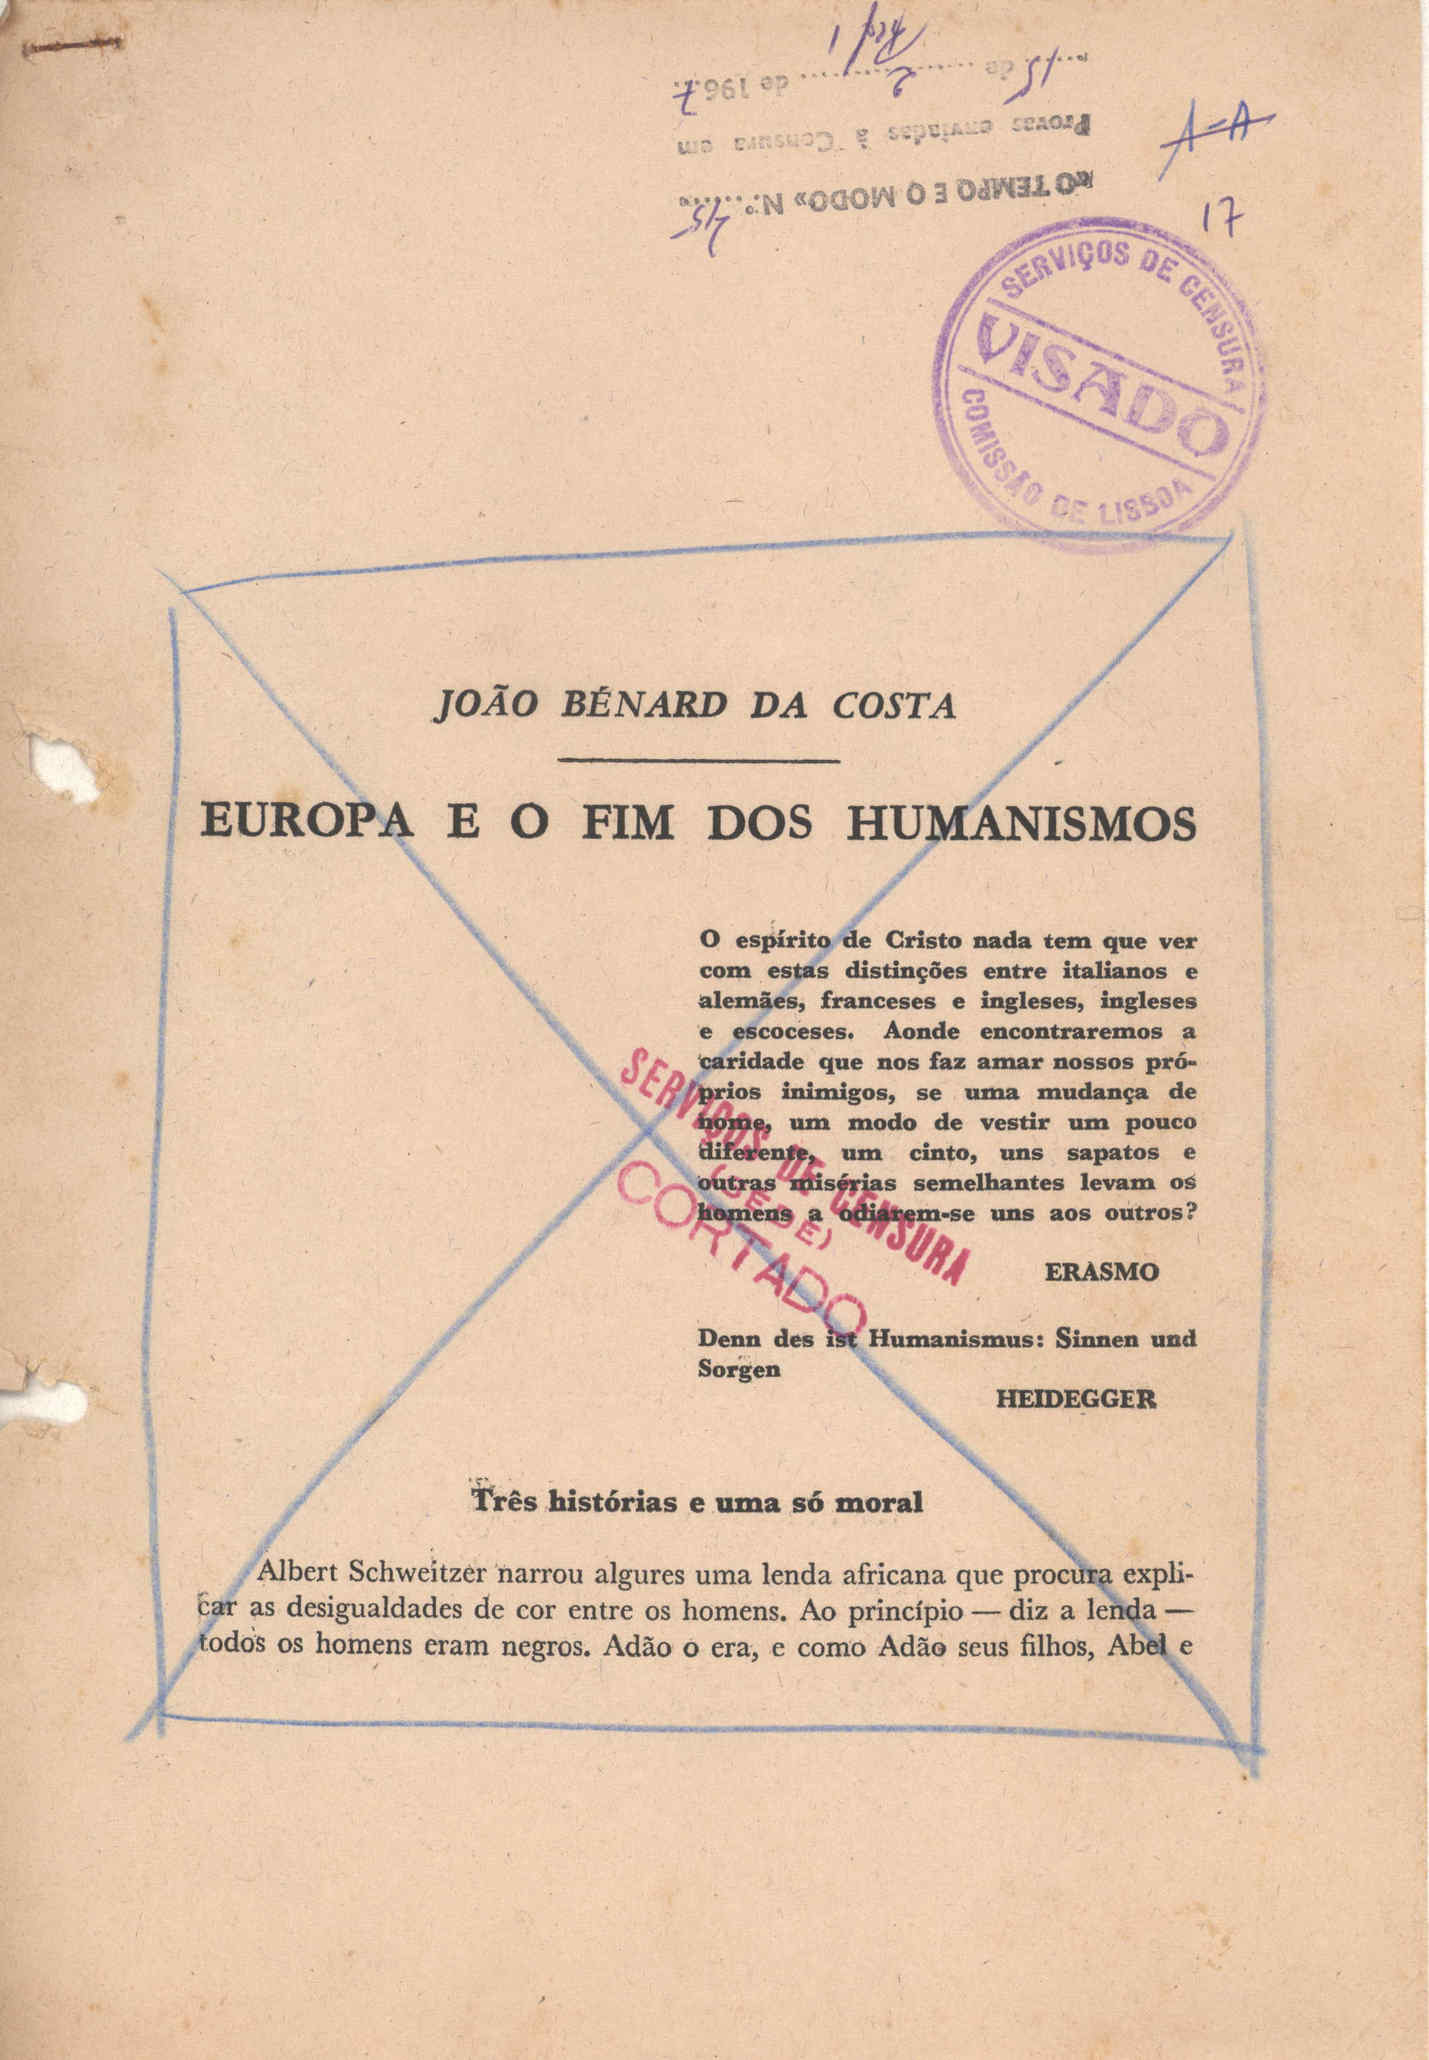 «O TEMPO E O MODO» N.º 45
Provas enviadas à Censura em
15 de 2 de 1967
A-A
17
SERVIÇOS DE CENSURA
VISADO
COMISSÃO DE LISBOA
JOÃO BÉNARD DA COSTA
EUROPA E O FIM DOS HUMANISMOS
O espírito de Cristo nada tem que ver
com estas distinções entre italianos e
alemães, franceses e ingleses, ingleses
e escoceses. Aonde encontraremos a
caridade que nos faz amar nossos pró-
prios inimigos, se uma mudança de
nome, um modo de vestir um pouco
diferente, um cinto, uns sapatos e
outras misérias semelhantes levam os
homens a odiarem-se uns aos outros?
SERVIÇOS DE CENSURA
(SEDE)
CORTADO
ERASMO
Denn des ist Humanismus: Sinnen und
Sorgen
HEIDEGGER
Três histórias e uma só moral
Albert Schweitzer narrou algures uma lenda africana que procura expli-
car as desigualdades de cor entre os homens. Ao princípio — diz a lenda —
todos os homens eram negros. Adão o era, e como Adão seus filhos, Abel e